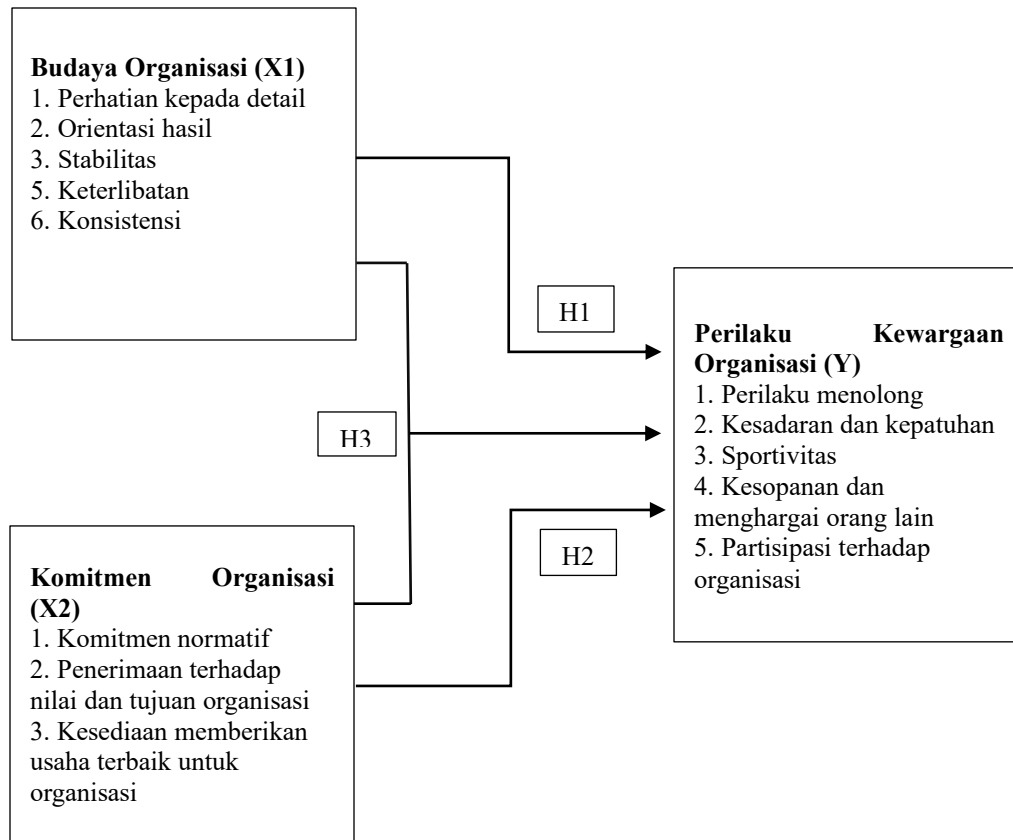 Budaya Organisasi (X1)
1. Perhatian kepada detail
2. Orientasi hasil
3. Stabilitas
5. Keterlibatan
6. Konsistensi
H1
H3
H2
Komitmen Organisasi
(X2)
1. Komitmen normatif
2. Penerimaan terhadap
nilai dan tujuan organisasi
3. Kesediaan memberikan
usaha terbaik untuk
organisasi
Perilaku Kewargaan
Organisasi (Y)
1. Perilaku menolong
2. Kesadaran dan kepatuhan
3. Sportivitas
4. Kesopanan dan
menghargai orang lain
5. Partisipasi terhadap
organisasi